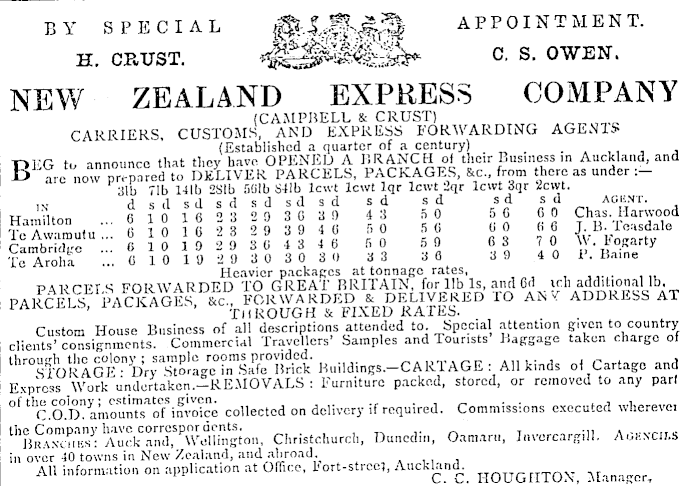 BY SPECIAL APPOINTMENT.
H. CRUST. C. S. OWEN.
NEW ZEALAND EXPRESS COMPANY
(CAMPBELL & CRUST)
CARRIERS, CUSTOMS, AND EXPRESS FORWARDING AGENTS
(Established a quarter of a century)
BEG to announce that they have OPENED A BRANCH of their Business in Auckland, and
are now prepared to DELIVER PARCELS, PACKAGES, &c., from there as under:—
3lb 7lb 14lb 28lb 56lb 84lb 1cwt 1cwt 1qr 1cwt 2qr 1cwt 3qr 2cwt.
IN d s d s d s d s d s d s d s d s d s d s d AGENT.
Hamilton ... 6 1 0 1 6 2 3 2 9 3 6 3 9 4 3 5 0 5 6 6 0 Chas. Harwood
Te Awamutu ... 6 1 0 1 6 2 3 2 9 3 9 4 6 5 0 5 6 6 0 6 6 J. B. Teasdale
Cambridge ... 6 1 0 1 9 2 9 3 6 4 3 4 6 5 0 5 9 6 3 7 0 W. Fogarty
Te Aroha ... 6 1 0 1 9 2 9 3 0 3 0 3 0 3 3 3 6 3 9 4 0 P. Baine
Heavier packages at tonnage rates,
PARCELS FORWARDED TO GREAT BRITAIN, for 1lb 1s, and 6d ach additional lb.
PARCELS, PACKAGES, &c., FORWARDED & DELIVERED TO ANY ADDRESS AT
THROUGH & FIXED RATES.
Custom House Business of all descriptions attended to. Special attention given to country
clients' consignments. Commercial Travellers' Samples and Tourists' Baggage taken charge of
through the colony; sample rooms provided.
STORAGE: Dry Storage in Safe Brick Buildings.—CARTAGE: All kinds of Cartage and
Express Work undertaken.—REMOVALS: Furniture packed, stored, or removed to any part
of the colony; estimates given.
C.O.D. amounts of invoice collected on delivery if required. Commissions executed wherever
the Company have correspondents.
BRANCHES: Auck and, Wellington, Christchurch, Dunedin, Oamaru, Invercargill. AGENCIES
in over 40 towns in New Zealand, and abroad.
All information on application at Office, Fort-street, Auckland.
C. C. HOUGHTON, Manager,